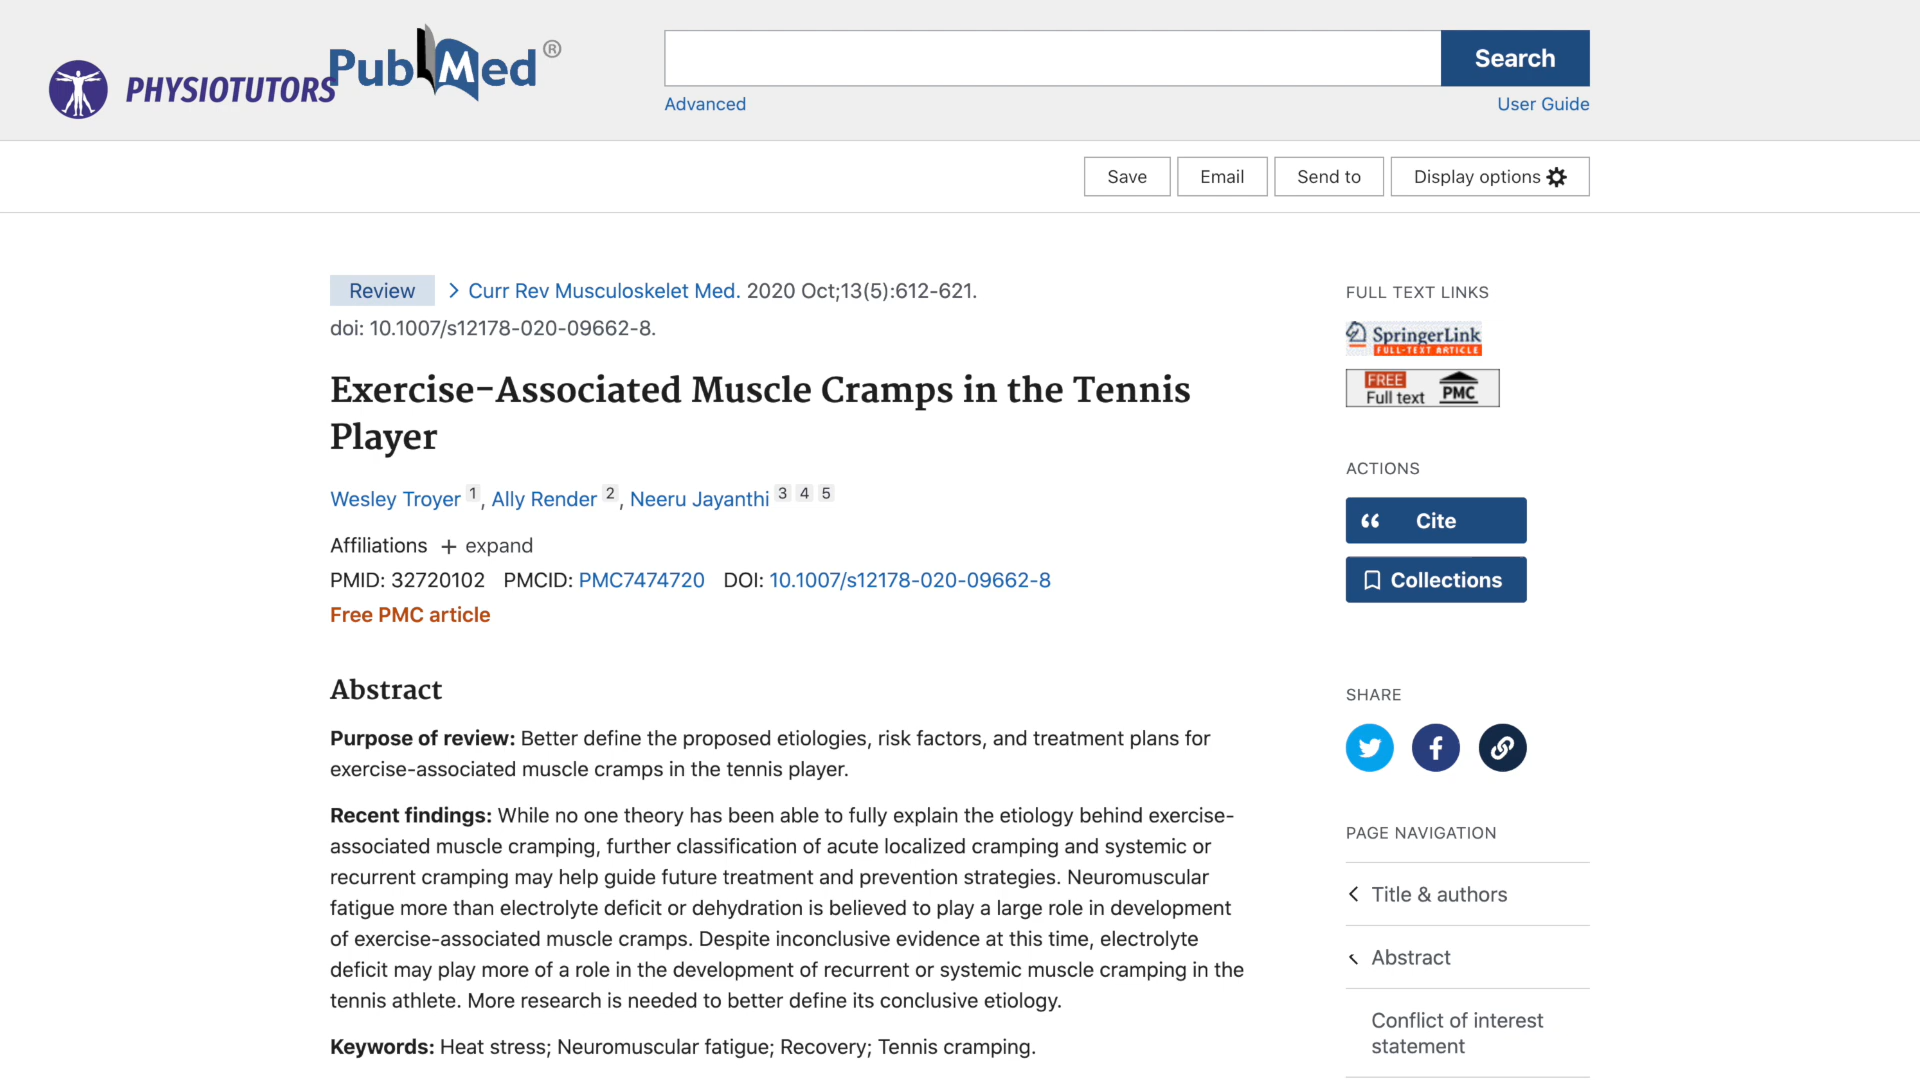 PHYSIOTUTORS
PubMed®
Search
Advanced
User Guide
Save
Email
Send to
Display options
Review
Curr Rev Musculoskelet Med. 2020 Oct;13(5):612-621.
doi: 10.1007/s12178-020-09662-8.
Exercise-Associated Muscle Cramps in the Tennis
Player
Wesley Troyer 1, Ally Render 2, Neeru Jayanthi 3 4 5
Affiliations + expand
PMID: 32720102 PMCID: PMC7474720 DOI: 10.1007/s12178-020-09662-8
Free PMC article
Abstract
Purpose of review: Better define the proposed etiologies, risk factors, and treatment plans for
exercise-associated muscle cramps in the tennis player.
Recent findings: While no one theory has been able to fully explain the etiology behind exercise-
associated muscle cramping, further classification of acute localized cramping and systemic or
recurrent cramping may help guide future treatment and prevention strategies. Neuromuscular
fatigue more than electrolyte deficit or dehydration is believed to play a large role in development
of exercise-associated muscle cramps. Despite inconclusive evidence at this time, electrolyte
deficit may play more of a role in the development of recurrent or systemic muscle cramping in the
tennis athlete. More research is needed to better define its conclusive etiology.
Keywords: Heat stress; Neuromuscular fatigue; Recovery; Tennis cramping.
FULL TEXT LINKS
SpringerLink
FULL-TEXT ARTICLE
FREE
Full text PMC
ACTIONS
Cite
Collections
SHARE
PAGE NAVIGATION
Title & authors
Abstract
Conflict of interest
statement